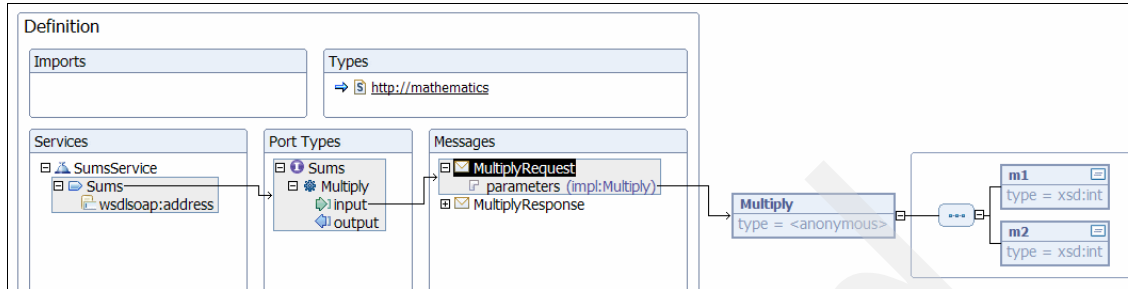 Definition
Imports
Types
http://mathematics
Services
SumsService
Sums
wsdlsoap:address
Port Types
Sums
Multiply
input
output
Messages
MultiplyRequest
parameters (impl:Multiply)
MultiplyResponse
Multiply
type = <anonymous>
m1
type = xsd:int
m2
type = xsd:int